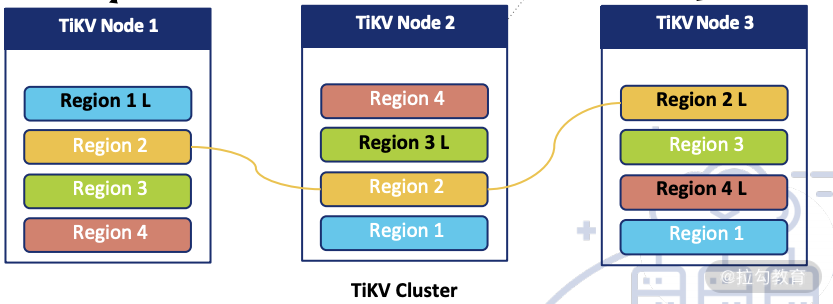 TiKV Node 1
Region 1 L
Region 2
Region 3
Region 4
TiKV Node 2
Region 4
Region 3 L
Region 2
Region 1
TiKV Node 3
Region 2 L
Region 3
Region 4 L
Region 1
TiKV Cluster
@拉勾教育